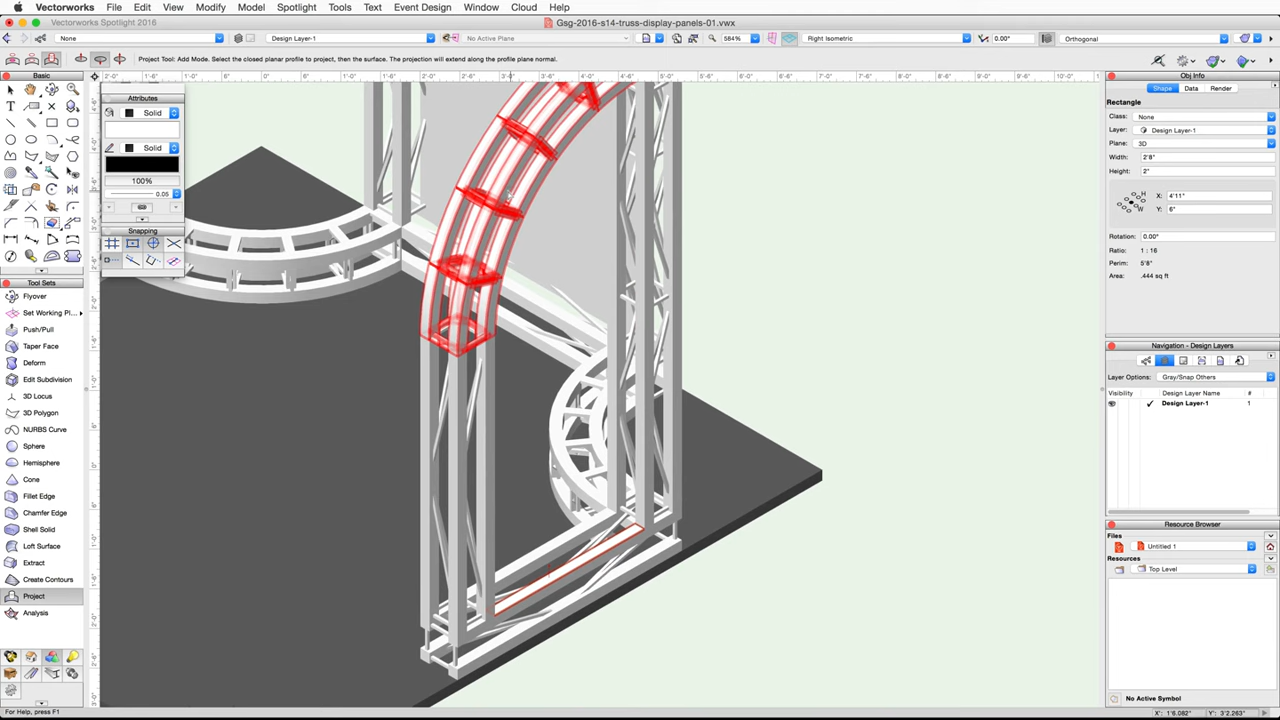 Vectorworks File Edit View Modify Model Spotlight Tools Text Event Design Window Cloud Help
Vectorworks Spotlight 2016 Gsg-2016-s14-truss-display-panels-01.vwx
None Design Layer-1 No Active Plane 584% Right Isometric 0.00° Orthogonal
Project Tool: Add Mode. Select the closed planar profile to project, then the surface. The projection will extend along the profile plane normal.
Basic
Attributes
Solid
Solid
100%
0.05
Snapping
Tool Sets
Flyover
Set Working Pl...
Push/Pull
Taper Face
Deform
Edit Subdivision
3D Locus
3D Polygon
NURBS Curve
Sphere
Hemisphere
Cone
Fillet Edge
Chamfer Edge
Shell Solid
Loft Surface
Extract
Create Contours
Project
Analysis
For Help, press F1
Obj Info
Shape Data Render
Rectangle
Class: None
Layer: Design Layer-1
Plane: 3D
Width: 2'8"
Height: 2"
X: 4'11"
Y: 6"
Rotation: 0.00°
Ratio: 1 : 16
Perim: 5'8"
Area: .444 sq ft
Navigation - Design Layers
Layer Options: Gray/Snap Others
Visibility Design Layer Name #
Design Layer-1 1
Resource Browser
Files
Untitled 1
Resources
Top Level
No Active Symbol
X: 1'6.082" Y: 3'2.263"